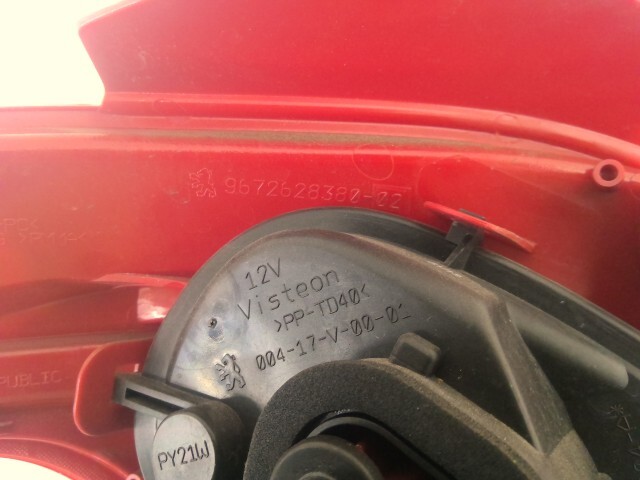 9672628380-02
12V
Visteon
>PP-TD40<
004-17-V-00-01
PUBLIC
PY21W